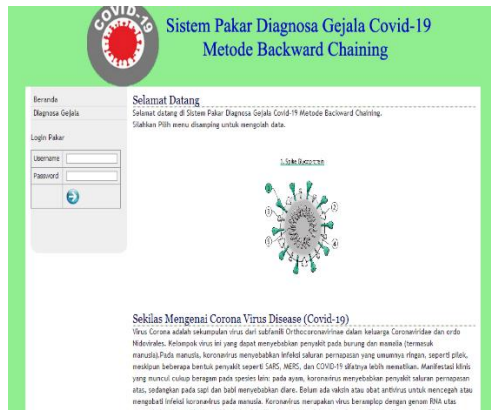 COVID-19
Sistem Pakar Diagnosa Gejala Covid-19
Metode Backward Chaining
Beranda
Diagnosa Gejala
Login Pakar
Username
Password
Selamat Datang
Selamat datang di Sistem Pakar Diagnosa Gejala Covid-19 Metode Backward Chaining.
Silahkan Pilih menu disamping untuk mengolah data.
1. Spike Glycoprotein
Sekilas Mengenai Corona Virus Disease (Covid-19)
Virus Corona adalah sekumpulan virus dari subfamili Orthocoronavirinae dalam keluarga Coronaviridae dan ordo
Nidovirales. Kelompok virus ini yang dapat menyebabkan penyakit pada burung dan mamalia (termasuk
manusia).Pada manusia, koronavirus menyebabkan infeksi saluran pernapasan yang umumnya ringan, seperti pilek,
meskipun beberapa bentuk penyakit seperti SARS, MERS, dan COVID-19 sifatnya lebih mematikan. Manifestasi klinis
yang muncul cukup beragam pada spesies lain: pada ayam, koronavirus menyebabkan penyakit saluran pernapasan
atas, sedangkan pada sapi dan babi menyebabkan diare. Belum ada vaksin atau obat antivirus untuk mencegah atau
mengobati infeksi koronavirus pada manusia. Koronavirus merupakan virus beramplop dengan genom RNA utas